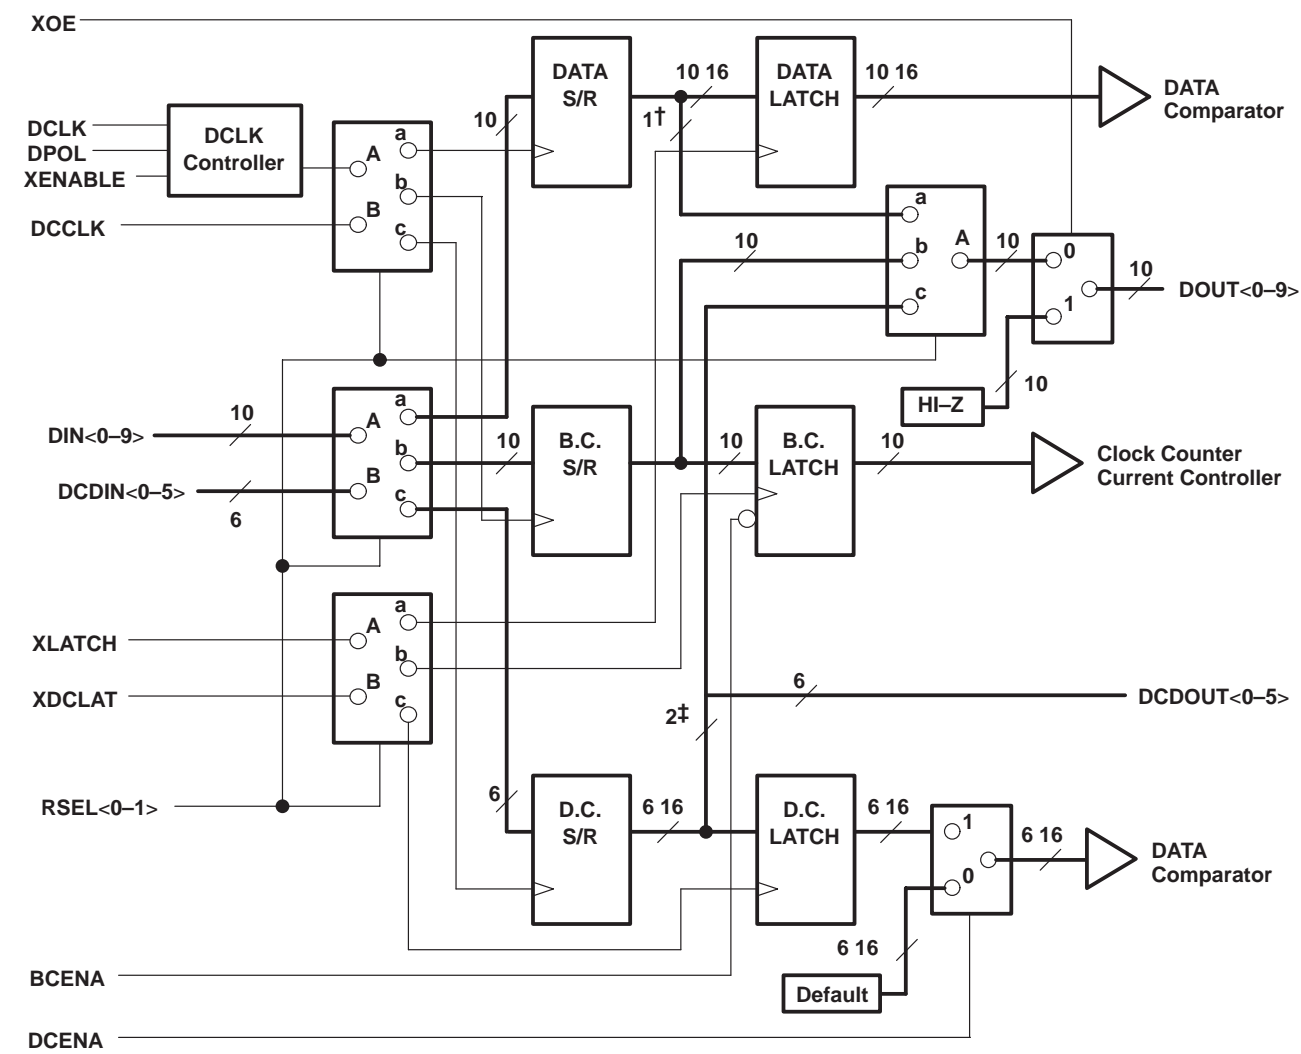 XOE
DATA
S/R
10 16
DATA
LATCH
10 16
DATA
Comparator
10
1†
DCLK
DPOL
XENABLE
DCLK
Controller
A
B
a
b
c
DCCLK
10
a
b
c
A
10
0
1
10
DOUT<0–9>
10
HI–Z
DIN<0–9>
10
DCDIN<0–5>
6
A
B
a
b
c
10
B.C.
S/R
10
B.C.
LATCH
10
Clock Counter
Current Controller
XLATCH
XDCLAT
A
B
a
b
c
6
DCDOUT<0–5>
2‡
RSEL<0–1>
6
D.C.
S/R
6 16
D.C.
LATCH
6 16
1
0
6 16
DATA
Comparator
6 16
Default
BCENA
DCENA